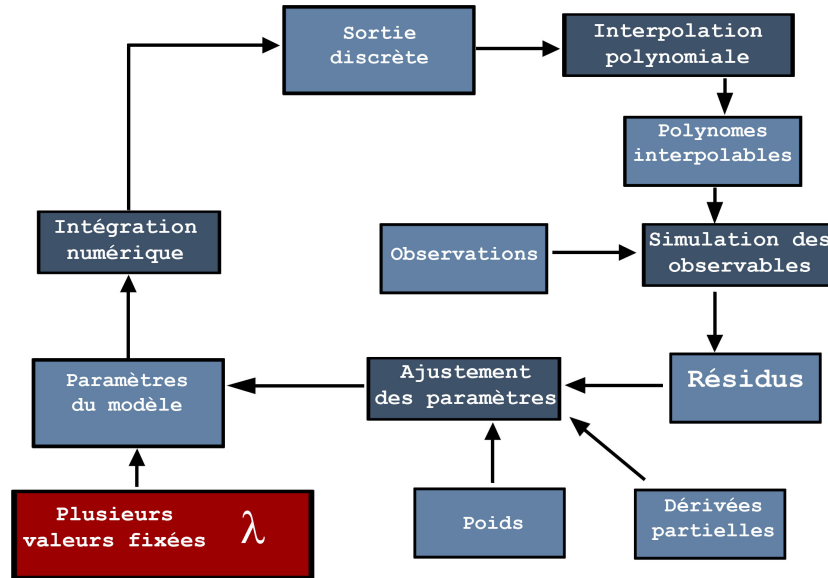 Sortie
discrète
Interpolation
polynomiale
Polynomes
interpolables
Intégration
numérique
Observations
Simulation des
observables
Paramètres
du modèle
Ajustement
des paramètres
Résidus
Plusieurs
valeurs fixées λ
Poids
Dérivées
partielles